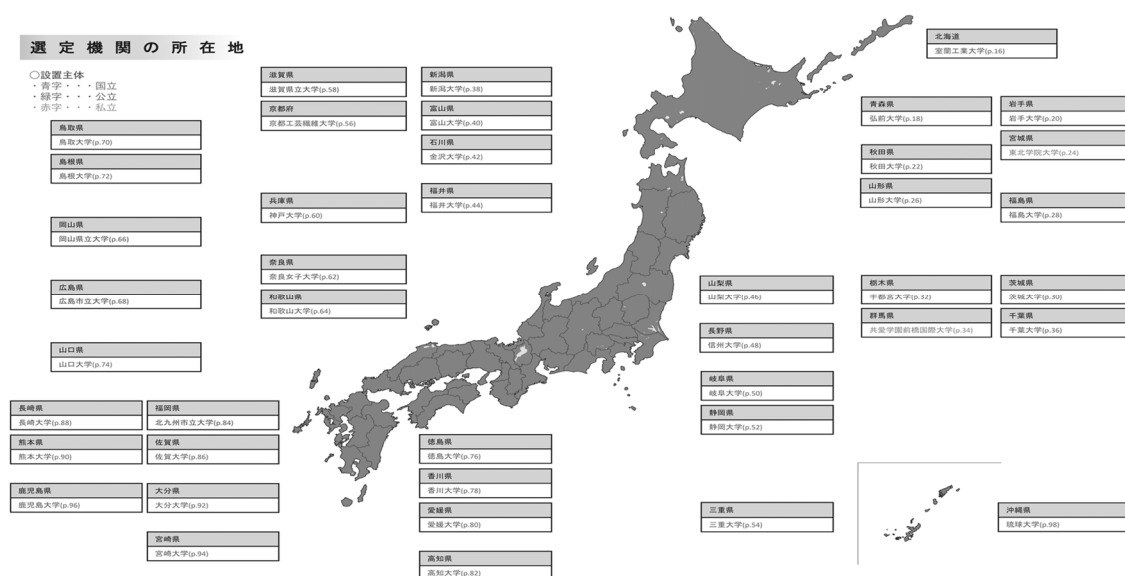 選定機関の所在地
○設置主体
・青字・・・国立
・緑字・・・公立
・赤字・・・私立
鳥取県
鳥取大学(p.70)
島根県
島根大学(p.72)
岡山県
岡山県立大学(p.66)
広島県
広島市立大学(p.68)
山口県
山口大学(p.74)
滋賀県
滋賀県立大学(p.58)
京都府
京都工芸繊維大学(p.56)
兵庫県
神戸大学(p.60)
奈良県
奈良女子大学(p.62)
和歌山県
和歌山大学(p.64)
新潟県
新潟大学(p.38)
富山県
富山大学(p.40)
石川県
金沢大学(p.42)
福井県
福井大学(p.44)
北海道
室蘭工業大学(p.16)
青森県
弘前大学(p.18)
岩手県
岩手大学(p.20)
宮城県
東北学院大学(p.24)
秋田県
秋田大学(p.22)
山形県
山形大学(p.26)
福島県
福島大学(p.28)
山梨県
山梨大学(p.46)
長野県
信州大学(p.48)
岐阜県
岐阜大学(p.50)
静岡県
静岡大学(p.52)
三重県
三重大学(p.54)
栃木県
宇都宮大学(p.32)
茨城県
茨城大学(p.30)
群馬県
共愛学園前橋国際大学(p.34)
千葉県
千葉大学(p.36)
長崎県
長崎大学(p.88)
福岡県
北九州市立大学(p.84)
熊本県
熊本大学(p.90)
佐賀県
佐賀大学(p.86)
鹿児島県
鹿児島大学(p.96)
大分県
大分大学(p.92)
宮崎県
宮崎大学(p.94)
徳島県
徳島大学(p.76)
香川県
香川大学(p.78)
愛媛県
愛媛大学(p.80)
高知県
高知大学(p.82)
沖縄県
琉球大学(p.98)